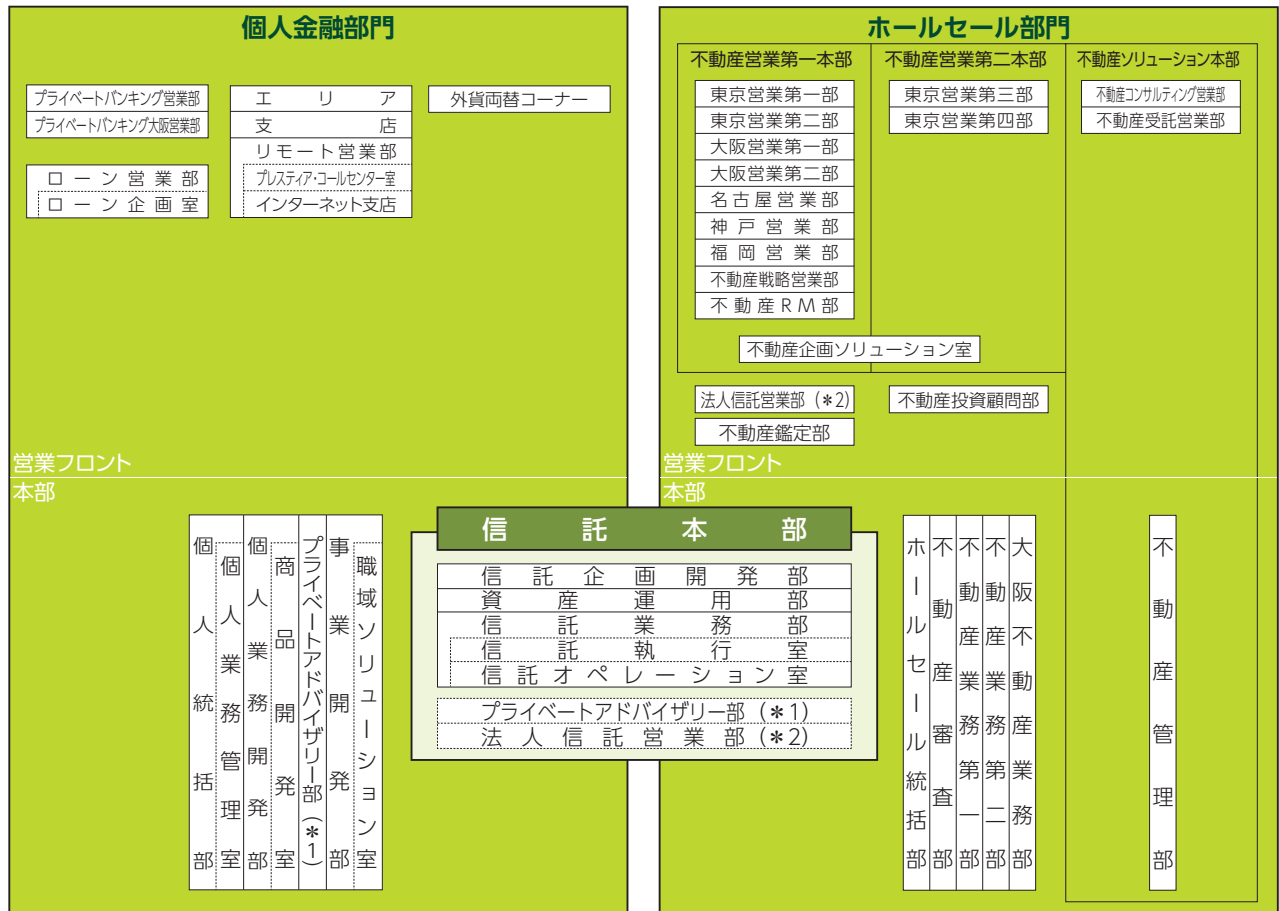 個人金融部門
プライベートバンキング営業部
プライベートバンキング大阪営業部
ローン営業部
ローン企画室
エリア
支店
リモート営業部
プレスティア・コールセンター室
インターネット支店
外貨両替コーナー
営業フロント
本部
個人統括部
個人業務管理室
個人業務開発部
商品開発室
プライベートアドバイザリー部(*1)
事業開発部
職域ソリューション室
信託本部
信託企画開発部
資産運用部
信託業務部
信託執行室
信託オペレーション室
プライベートアドバイザリー部(*1)
法人信託営業部(*2)
ホールセール部門
不動産営業第一本部
東京営業第一部
東京営業第二部
大阪営業第一部
大阪営業第二部
名古屋営業部
神戸営業部
福岡営業部
不動産戦略営業部
不動産RM部
不動産営業第二本部
東京営業第三部
東京営業第四部
不動産ソリューション本部
不動産コンサルティング営業部
不動産受託営業部
不動産企画ソリューション室
法人信託営業部(*2)
不動産鑑定部
不動産投資顧問部
営業フロント
本部
ホールセール統括部
不動産審査部
不動産業務第一部
不動産業務第二部
大阪不動産業務部
不動産管理部